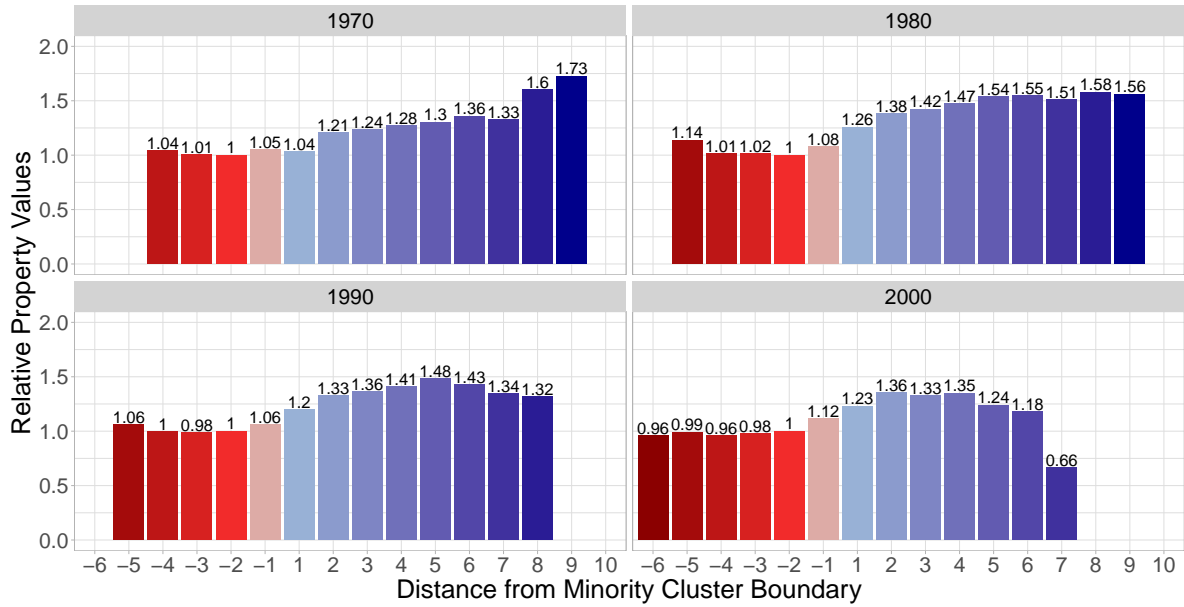 1970
1980
2.0
1.5
1.0
0.5
0.0
1.04 1.01 1 1.05 1.04 1.21 1.24 1.28 1.3 1.36 1.33 1.6 1.73
1.14 1.01 1.02 1 1.08 1.26 1.38 1.42 1.47 1.54 1.55 1.51 1.58 1.56
Relative Property Values
1990
2000
2.0
1.5
1.0
0.5
0.0
1.06 1 0.98 1 1.06 1.2 1.33 1.36 1.41 1.48 1.43 1.34 1.32
0.96 0.99 0.96 0.98 1 1.12 1.23 1.36 1.33 1.35 1.24 1.18 0.66
−6 −5 −4 −3 −2 −1 1 2 3 4 5 6 7 8 9 10
−6 −5 −4 −3 −2 −1 1 2 3 4 5 6 7 8 9 10
Distance from Minority Cluster Boundary